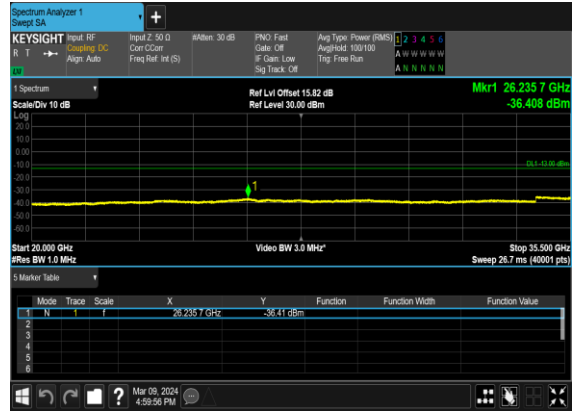 Spectrum Analyzer 1
Swept SA
+
KEYSIGHT Input: RF Input Z: 50 Ω #Atten: 30 dB PNO: Fast Avg Type: Power (RMS) 1 2 3 4 5 6
R T Coupling: DC Corr CCorr Gate: Off Avg|Hold: 100/100 A W W W W W
Align: Auto Freq Ref: Int (S) IF Gain: Low Trig: Free Run
Sig Track: Off A N N N N N
1 Spectrum
Ref Lvl Offset 15.82 dB Mkr1 26.235 7 GHz
Scale/Div 10 dB Ref Level 30.00 dBm -36.408 dBm
Log
20.0
10.0
0.00
-10.0
DL1 -13.00 dBm
-20.0
-30.0
1
-40.0
-50.0
-60.0
Start 20.000 GHz Video BW 3.0 MHz* Stop 35.500 GHz
#Res BW 1.0 MHz Sweep 26.7 ms (40001 pts)
5 Marker Table
Mode Trace Scale X Y Function Function Width Function Value
1 N 1 f 26.235 7 GHz -36.41 dBm
2
3
4
5
6
? Mar 09, 2024
4:59:56 PM